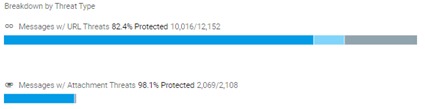 Breakdown by Threat Type
Messages w/ URL Threats 82.4% Protected 10,016/12,152
Messages w/ Attachment Threats 98.1% Protected 2,069/2,108